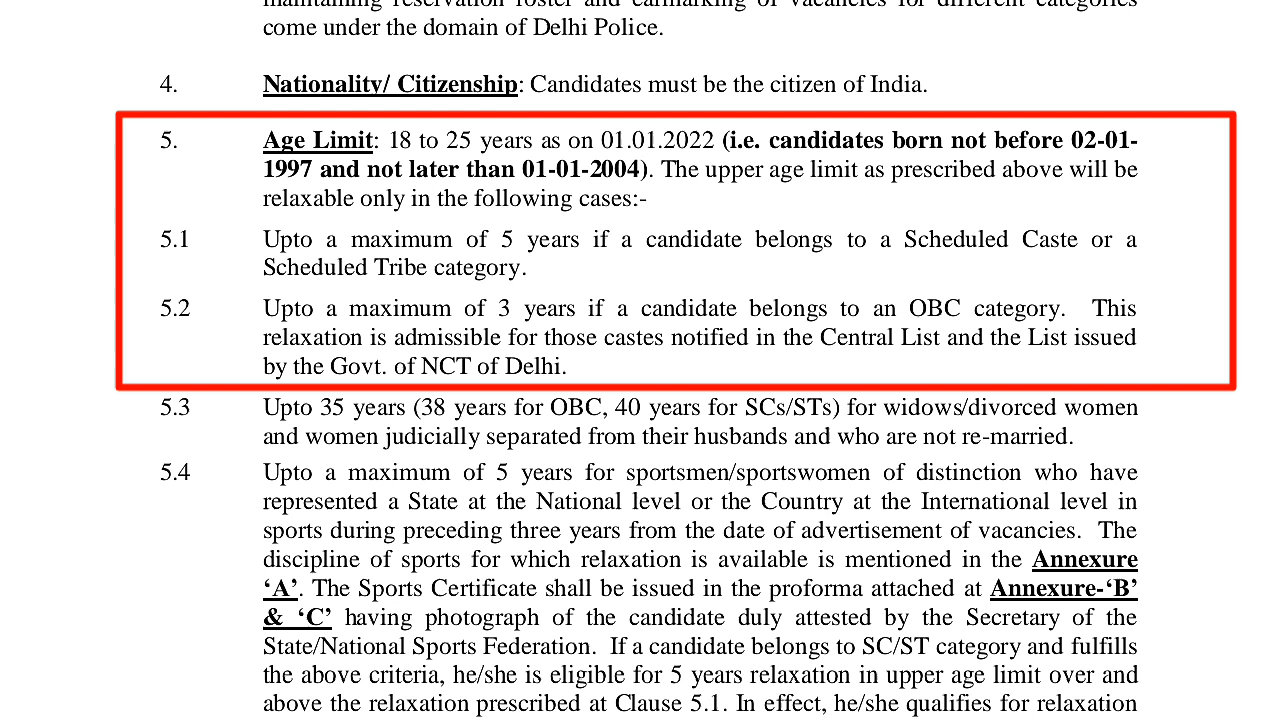 maintaining reservation roster and earmarking of vacancies for different categories
come under the domain of Delhi Police.
4. Nationality/ Citizenship: Candidates must be the citizen of India.
5. Age Limit: 18 to 25 years as on 01.01.2022 (i.e. candidates born not before 02-01-
1997 and not later than 01-01-2004). The upper age limit as prescribed above will be
relaxable only in the following cases:-
5.1 Upto a maximum of 5 years if a candidate belongs to a Scheduled Caste or a
Scheduled Tribe category.
5.2 Upto a maximum of 3 years if a candidate belongs to an OBC category. This
relaxation is admissible for those castes notified in the Central List and the List issued
by the Govt. of NCT of Delhi.
5.3 Upto 35 years (38 years for OBC, 40 years for SCs/STs) for widows/divorced women
and women judicially separated from their husbands and who are not re-married.
5.4 Upto a maximum of 5 years for sportsmen/sportswomen of distinction who have
represented a State at the National level or the Country at the International level in
sports during preceding three years from the date of advertisement of vacancies. The
discipline of sports for which relaxation is available is mentioned in the Annexure
‘A’. The Sports Certificate shall be issued in the proforma attached at Annexure-‘B’
& ‘C’ having photograph of the candidate duly attested by the Secretary of the
State/National Sports Federation. If a candidate belongs to SC/ST category and fulfills
the above criteria, he/she is eligible for 5 years relaxation in upper age limit over and
above the relaxation prescribed at Clause 5.1. In effect, he/she qualifies for relaxation